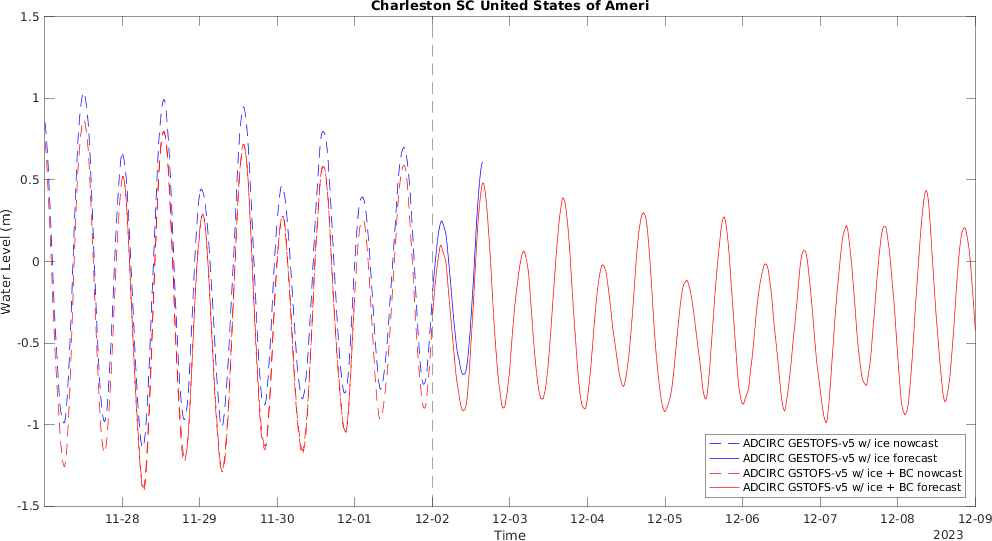 Charleston SC United States of Ameri
1.5
1
0.5
0
-0.5
-1
-1.5
Water Level (m)
11-28 11-29 11-30 12-01 12-02 12-03 12-04 12-05 12-06 12-07 12-08 12-09
Time
2023
ADCIRC GESTOFS-v5 w/ ice nowcast
ADCIRC GESTOFS-v5 w/ ice forecast
ADCIRC GSTOFS-v5 w/ ice + BC nowcast
ADCIRC GSTOFS-v5 w/ ice + BC forecast